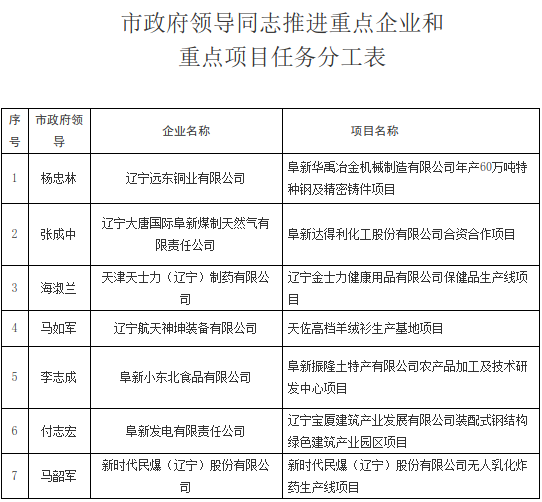 市政府领导同志推进重点企业和
重点项目任务分工表
序号 市政府领导 企业名称 项目名称
1 杨忠林 辽宁远东铜业有限公司 阜新华禹冶金机械制造有限公司年产60万吨特
种钢及精密铸件项目
2 张成中 辽宁大唐国际阜新煤制天然气有
限责任公司 阜新达得利化工股份有限公司合资合作项目
3 海淑兰 天津天士力（辽宁）制药有限公
司 辽宁金士力健康用品有限公司保健品生产线项
目
4 马如军 辽宁航天神坤装备有限公司 天佐高档羊绒衫生产基地项目
5 李志成 阜新小东北食品有限公司 阜新振隆土特产有限公司农产品加工及技术研
发中心项目
6 付志宏 阜新发电有限责任公司 辽宁宝厦建筑产业发展有限公司装配式钢结构
绿色建筑产业园区项目
7 马韶军 新时代民爆（辽宁）股份有限公
司 新时代民爆（辽宁）股份有限公司无人乳化炸
药生产线项目